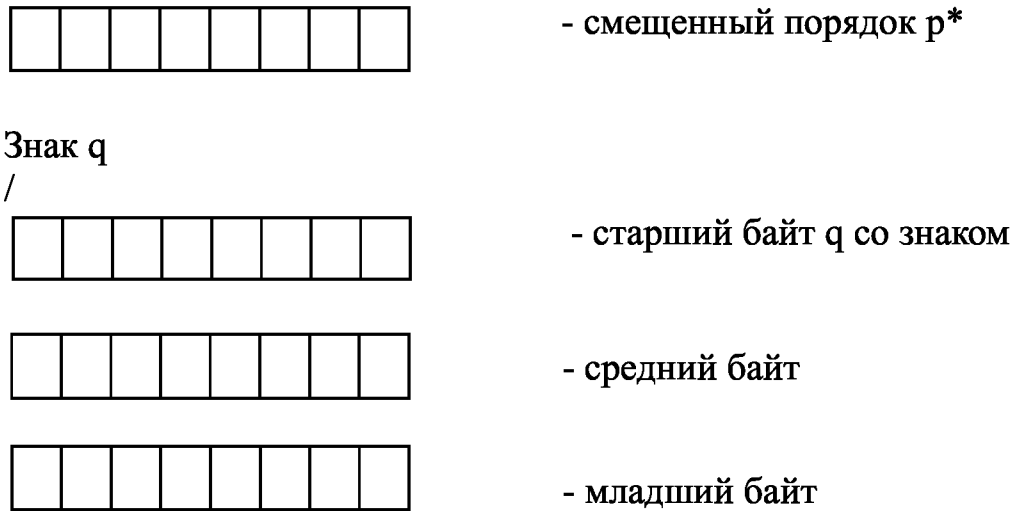 - смещенный порядок p*
Знак q
/
- старший байт q со знаком
- средний байт
- младший байт